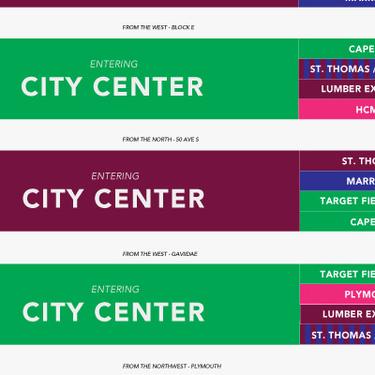 FROM THE WEST - BLOCK E
ENTERING
CITY CENTER
CAPE
ST. THOMAS /
LUMBER EX
HCM
FROM THE NORTH - 50 AVE S
ENTERING
CITY CENTER
ST. THO
MARR
TARGET FIE
CAPE
FROM THE WEST - GAVIIDAE
ENTERING
CITY CENTER
TARGET FIE
PLYMO
LUMBER EX
ST. THOMAS
FROM THE NORTHWEST - PLYMOUTH